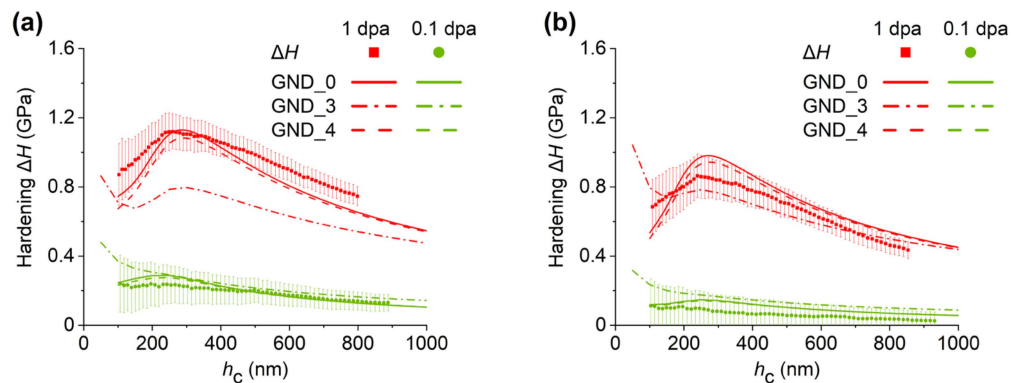 (a)
1 dpa 0.1 dpa
ΔH
GND_0
GND_3
GND_4
1.6
1.2
0.8
0.4
0
Hardening ΔH (GPa)
0 200 400 600 800 1000
hc (nm)
(b)
1 dpa 0.1 dpa
ΔH
GND_0
GND_3
GND_4
1.6
1.2
0.8
0.4
0
Hardening ΔH (GPa)
0 200 400 600 800 1000
hc (nm)